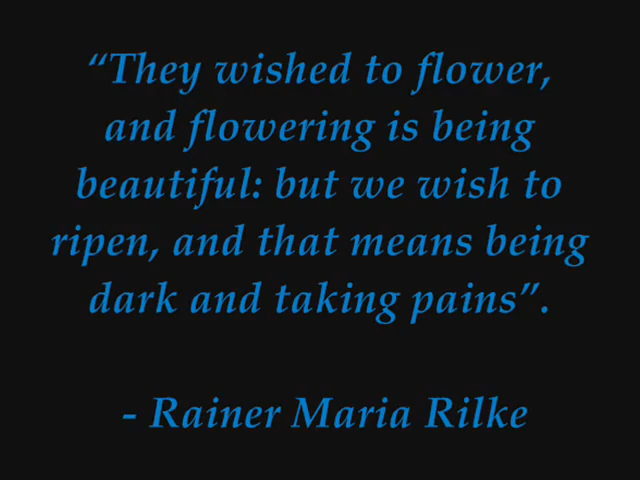 “They wished to flower,
and flowering is being
beautiful: but we wish to
ripen, and that means being
dark and taking pains”.
- Rainer Maria Rilke